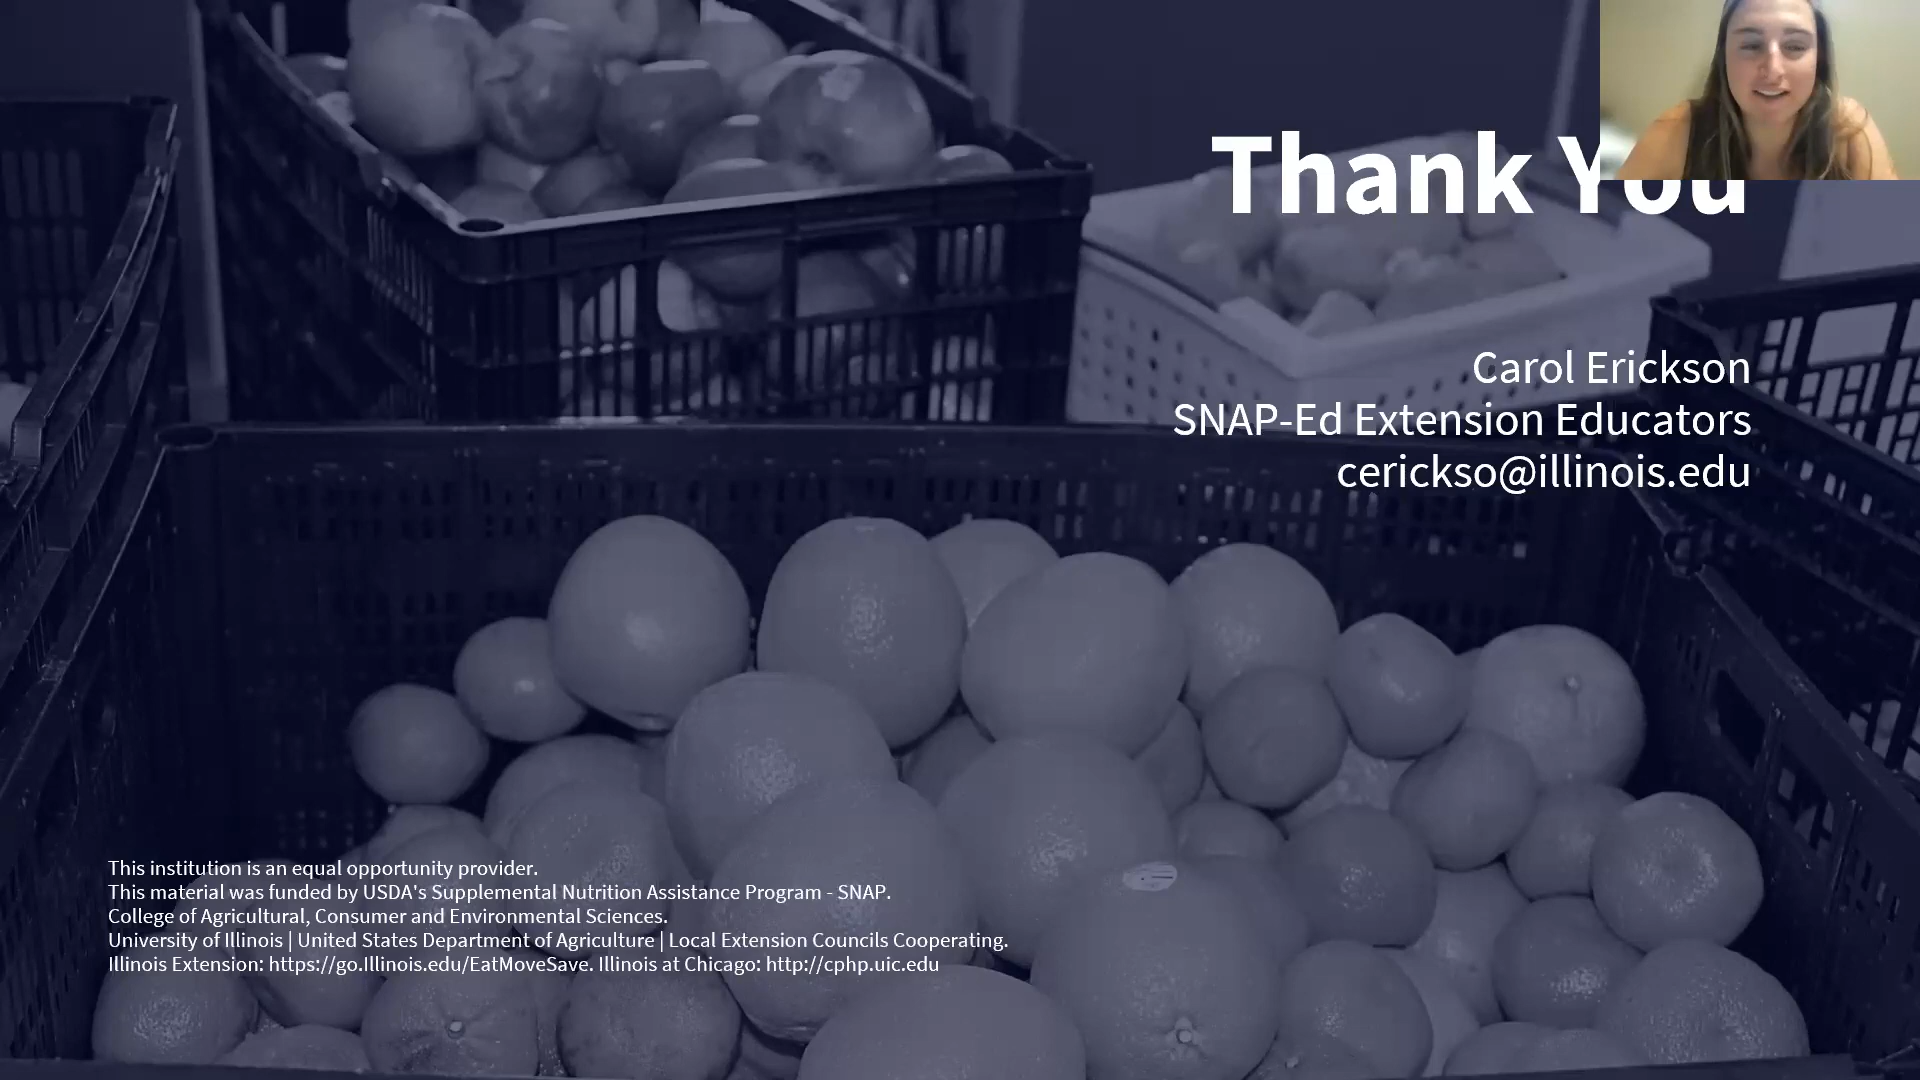 Thank You
Carol Erickson
SNAP-Ed Extension Educators
cerickso@illinois.edu
This institution is an equal opportunity provider.
This material was funded by USDA's Supplemental Nutrition Assistance Program - SNAP.
College of Agricultural, Consumer and Environmental Sciences.
University of Illinois | United States Department of Agriculture | Local Extension Councils Cooperating.
Illinois Extension: https://go.Illinois.edu/EatMoveSave. Illinois at Chicago: http://cphp.uic.edu